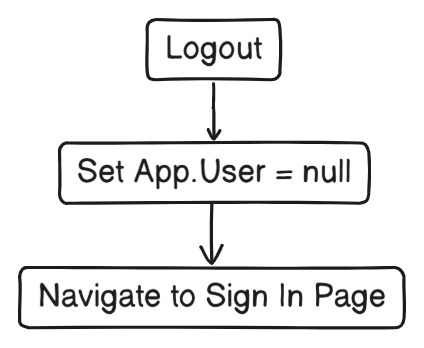 Logout
Set App.User = null
Navigate to Sign In Page